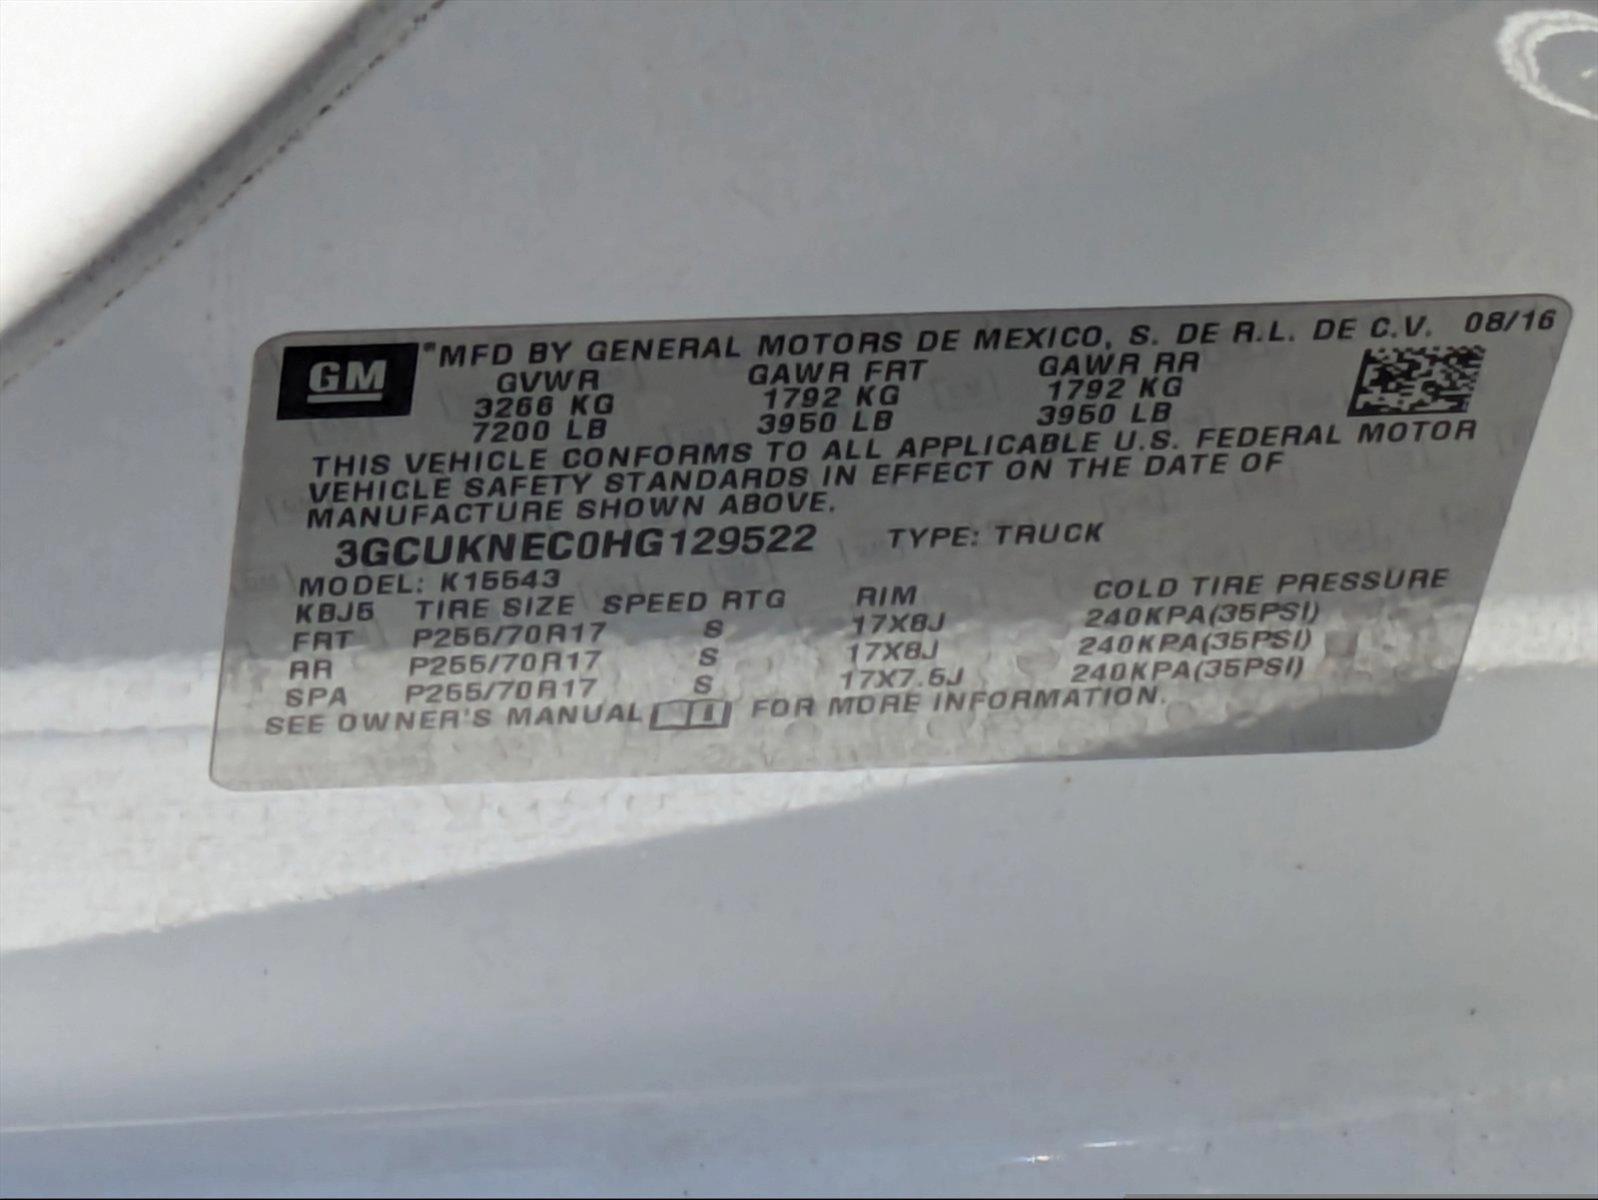 GM ®MFD BY GENERAL MOTORS DE MEXICO, S. DE R.L. DE C.V. 08/16
GVWR GAWR FRT GAWR RR
3266 KG 1792 KG 1792 KG
7200 LB 3950 LB 3950 LB
THIS VEHICLE CONFORMS TO ALL APPLICABLE U.S. FEDERAL MOTOR
VEHICLE SAFETY STANDARDS IN EFFECT ON THE DATE OF
MANUFACTURE SHOWN ABOVE.
3GCUKNEC0HG129522 TYPE: TRUCK
MODEL: K15543
KBJ5 TIRE SIZE SPEED RTG RIM COLD TIRE PRESSURE
FRT P255/70R17 S 17X8J 240KPA(35PSI)
RR P255/70R17 S 17X8J 240KPA(35PSI)
SPA P255/70R17 S 17X7.5J 240KPA(35PSI)
SEE OWNER'S MANUAL FOR MORE INFORMATION.